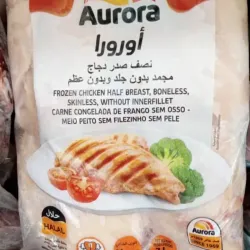 Aurora
أورورا
نصف صدر دجاج
مجمد بدون جلد وبدون عظم
FROZEN CHICKEN HALF BREAST, BONELESS,
SKINLESS, WITHOUT INNERFILLET
CARNE CONGELADA DE FRANGO SEM OSSO -
MEIO PEITO SEM FILEZINHO SEM PELE
حلال
HALAL
Aurora